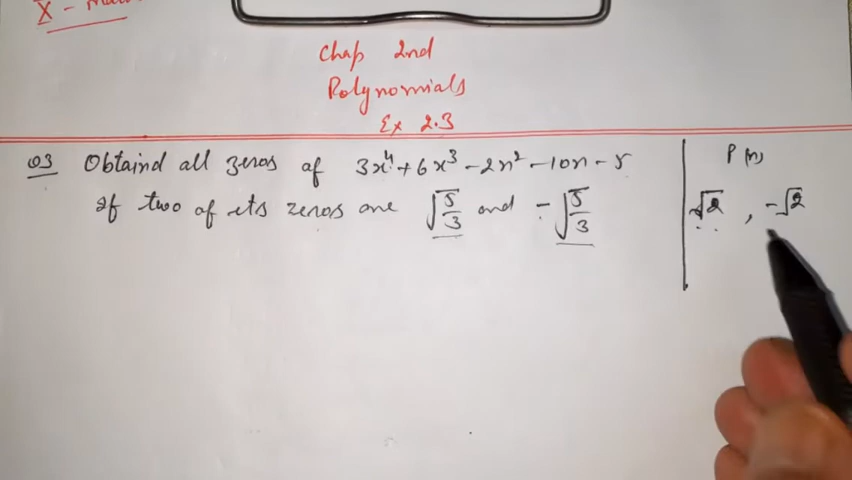 X - Math
Chap 2nd
Polynomials
Ex 2.3
Q3 Obtaind all zeros of 3x⁴+6x³-2x²-10x-5
if two of its zeros are √5/3 and -√5/3
P(x)
√2 , -√2